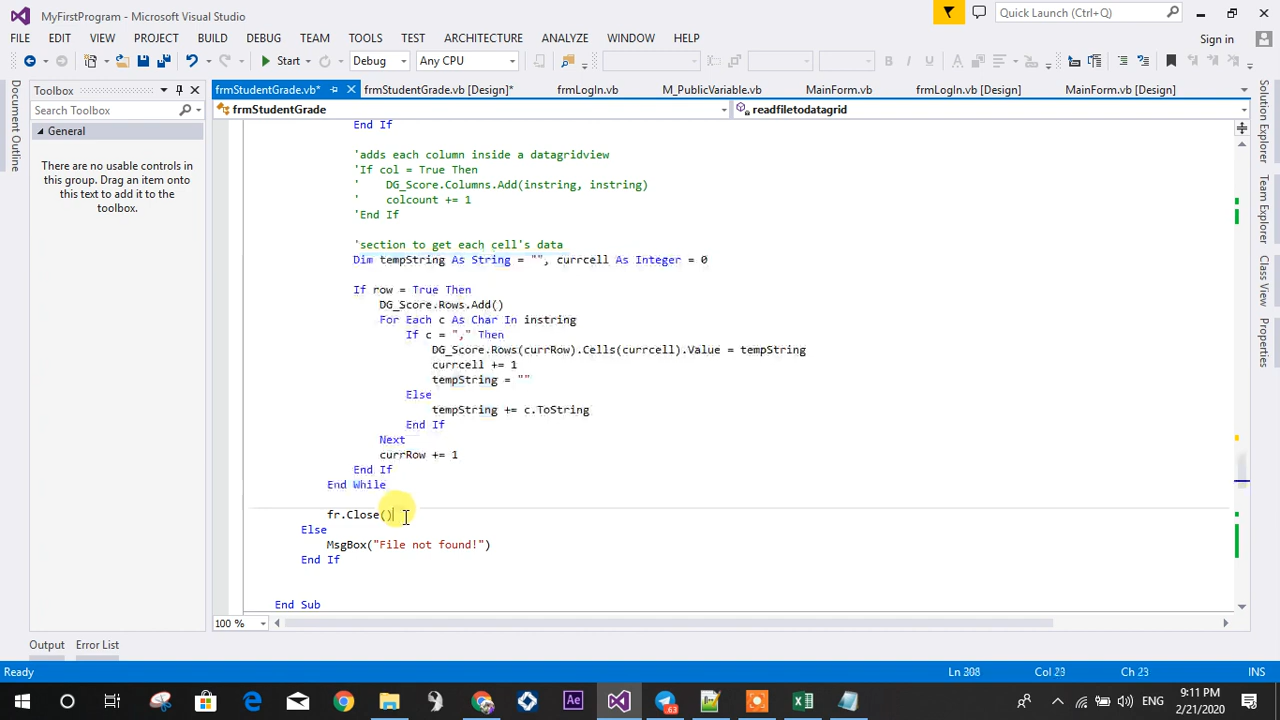 MyFirstProgram - Microsoft Visual Studio
Quick Launch (Ctrl+Q)
FILE EDIT VIEW PROJECT BUILD DEBUG TEAM TOOLS TEST ARCHITECTURE ANALYZE WINDOW HELP
Sign in
Start Debug Any CPU
Toolbox
frmStudentGrade.vb* frmStudentGrade.vb [Design]* frmLogIn.vb M_PublicVariable.vb MainForm.vb frmLogIn.vb [Design] MainForm.vb [Design]
Document Outline
Search Toolbox
frmStudentGrade readfiletodatagrid
General
There are no usable controls in
this group. Drag an item onto
this text to add it to the
toolbox.
End If
'adds each column inside a datagridview
'If col = True Then
'    DG_Score.Columns.Add(instring, instring)
'    colcount += 1
'End If
'section to get each cell's data
Dim tempString As String = "", currcell As Integer = 0
If row = True Then
DG_Score.Rows.Add()
For Each c As Char In instring
If c = "," Then
DG_Score.Rows(currRow).Cells(currcell).Value = tempString
currcell += 1
tempString = ""
Else
tempString += c.ToString
End If
Next
currRow += 1
End If
End While
fr.Close()
Else
MsgBox("File not found!")
End If
End Sub
100 %
Solution Explorer
Team Explorer
Class View
Properties
Output Error List
Ready Ln 308 Col 23 Ch 23 INS
Ae
63
ENG
9:11 PM
2/21/2020